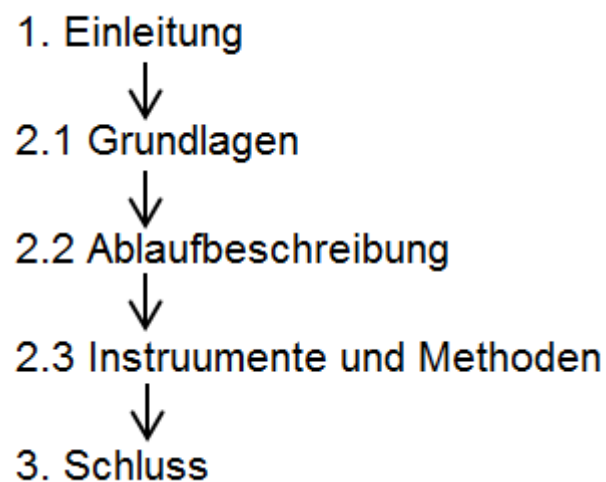 1. Einleitung
2.1 Grundlagen
2.2 Ablaufbeschreibung
2.3 Instruumente und Methoden
3. Schluss